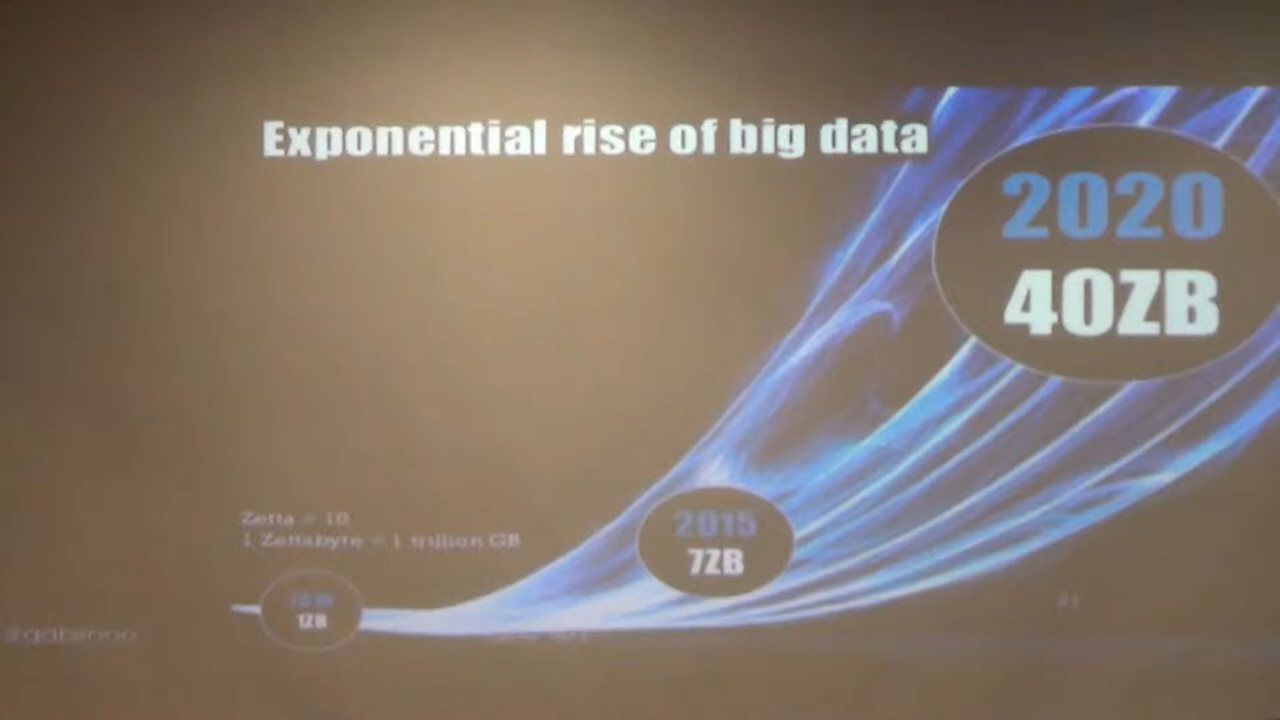 Exponential rise of big data
2020
40ZB
Zetta = 10
1 Zettabyte = 1 trillion GB
2015
7ZB
1ZB